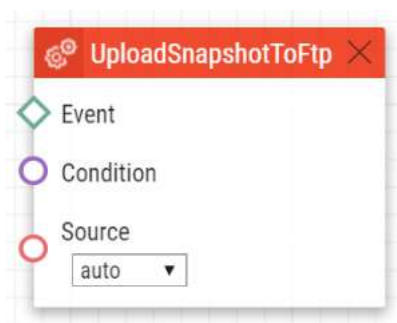 UploadSnapshotToFtp
Event
Condition
Source
auto